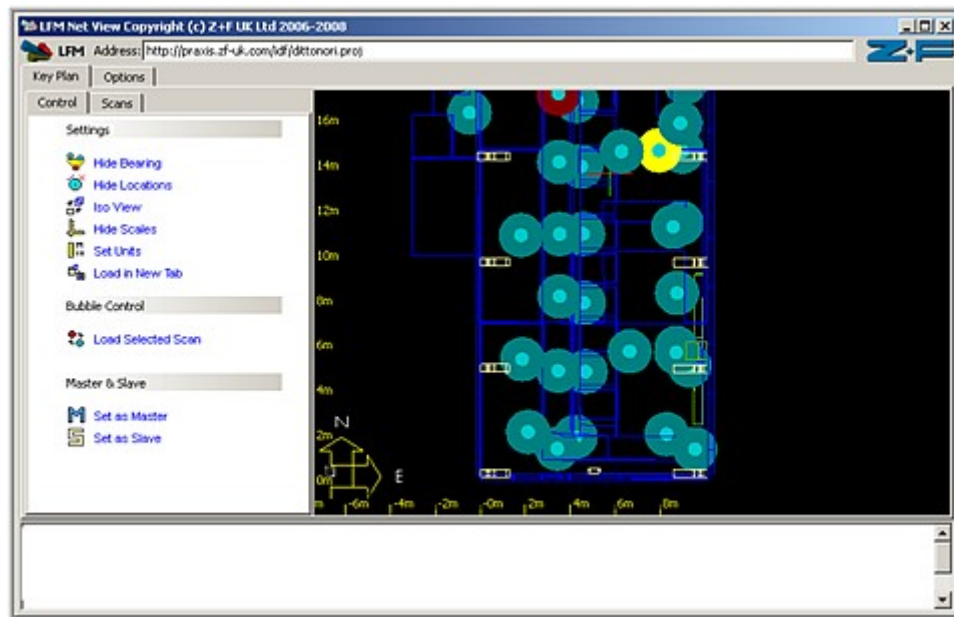 LFM Net View Copyright (c) Z+F UK Ltd 2006-2008
LFM Address: http://praxis.zf-uk.com/idf/dittonori.proj Z+F
Key Plan Options
Control Scans
Settings
Hide Bearing
Hide Locations
Iso View
Hide Scales
Set Units
Load in New Tab
Bubble Control
Load Selected Scan
Master & Slave
Set as Master
Set as Slave
16m
14m
12m
10m
8m
6m
4m
2m
0m
N
E
-6m -4m -2m -0m 2m 4m 6m 8m